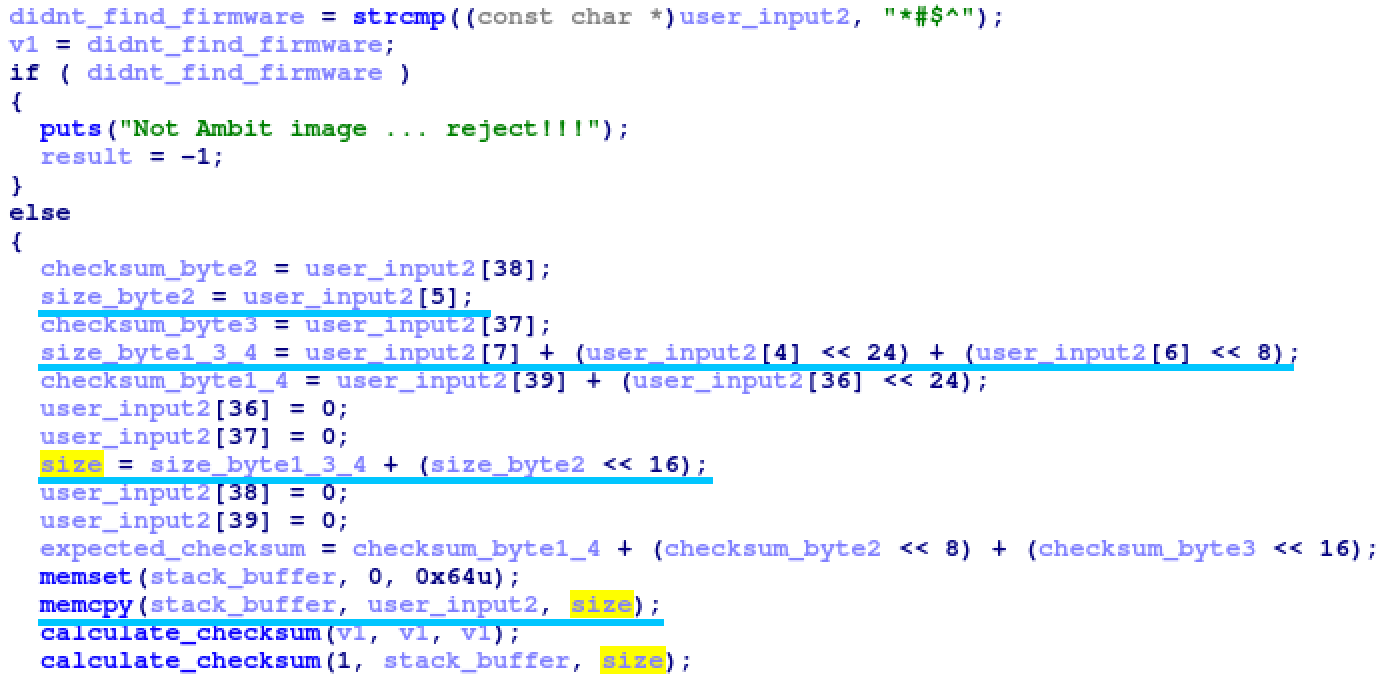 didnt_find_firmware = strcmp((const char *)user_input2, "*#$^");
v1 = didnt_find_firmware;
if ( didnt_find_firmware )
{
puts("Not Ambit image ... reject!!!");
result = -1;
}
else
{
checksum_byte2 = user_input2[38];
size_byte2 = user_input2[5];
checksum_byte3 = user_input2[37];
size_byte1_3_4 = user_input2[7] + (user_input2[4] << 24) + (user_input2[6] << 8);
checksum_byte1_4 = user_input2[39] + (user_input2[36] << 24);
user_input2[36] = 0;
user_input2[37] = 0;
size = size_byte1_3_4 + (size_byte2 << 16);
user_input2[38] = 0;
user_input2[39] = 0;
expected_checksum = checksum_byte1_4 + (checksum_byte2 << 8) + (checksum_byte3 << 16);
memset(stack_buffer, 0, 0x64u);
memcpy(stack_buffer, user_input2, size);
calculate_checksum(v1, v1, v1);
calculate_checksum(1, stack_buffer, size);